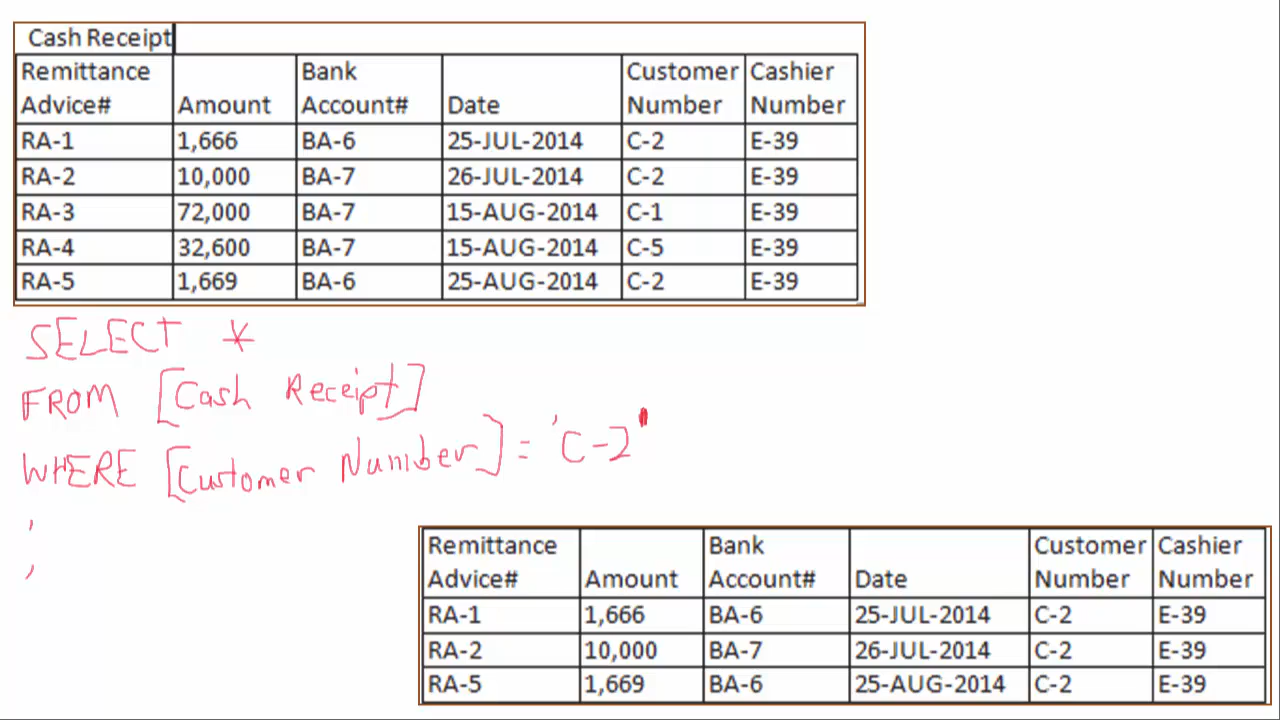 Cash Receipt
Remittance Advice# Amount Bank Account# Date Customer Number Cashier Number
RA-1 1,666 BA-6 25-JUL-2014 C-2 E-39
RA-2 10,000 BA-7 26-JUL-2014 C-2 E-39
RA-3 72,000 BA-7 15-AUG-2014 C-1 E-39
RA-4 32,600 BA-7 15-AUG-2014 C-5 E-39
RA-5 1,669 BA-6 25-AUG-2014 C-2 E-39
SELECT *
FROM [Cash Receipt]
WHERE [Customer Number] = 'C-2'
;
Remittance Advice# Amount Bank Account# Date Customer Number Cashier Number
RA-1 1,666 BA-6 25-JUL-2014 C-2 E-39
RA-2 10,000 BA-7 26-JUL-2014 C-2 E-39
RA-5 1,669 BA-6 25-AUG-2014 C-2 E-39